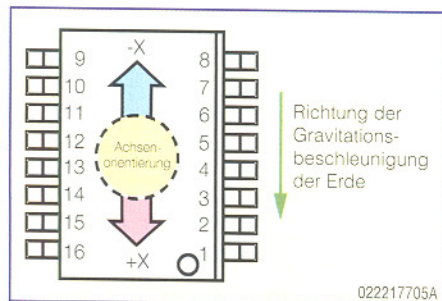 -X
9 8
10 7
11 6
12 5
13 4
14 3
15 2
16 1
Achsen-
orientierung
+X
Richtung der
Gravitations-
beschleunigung
der Erde
022217705A